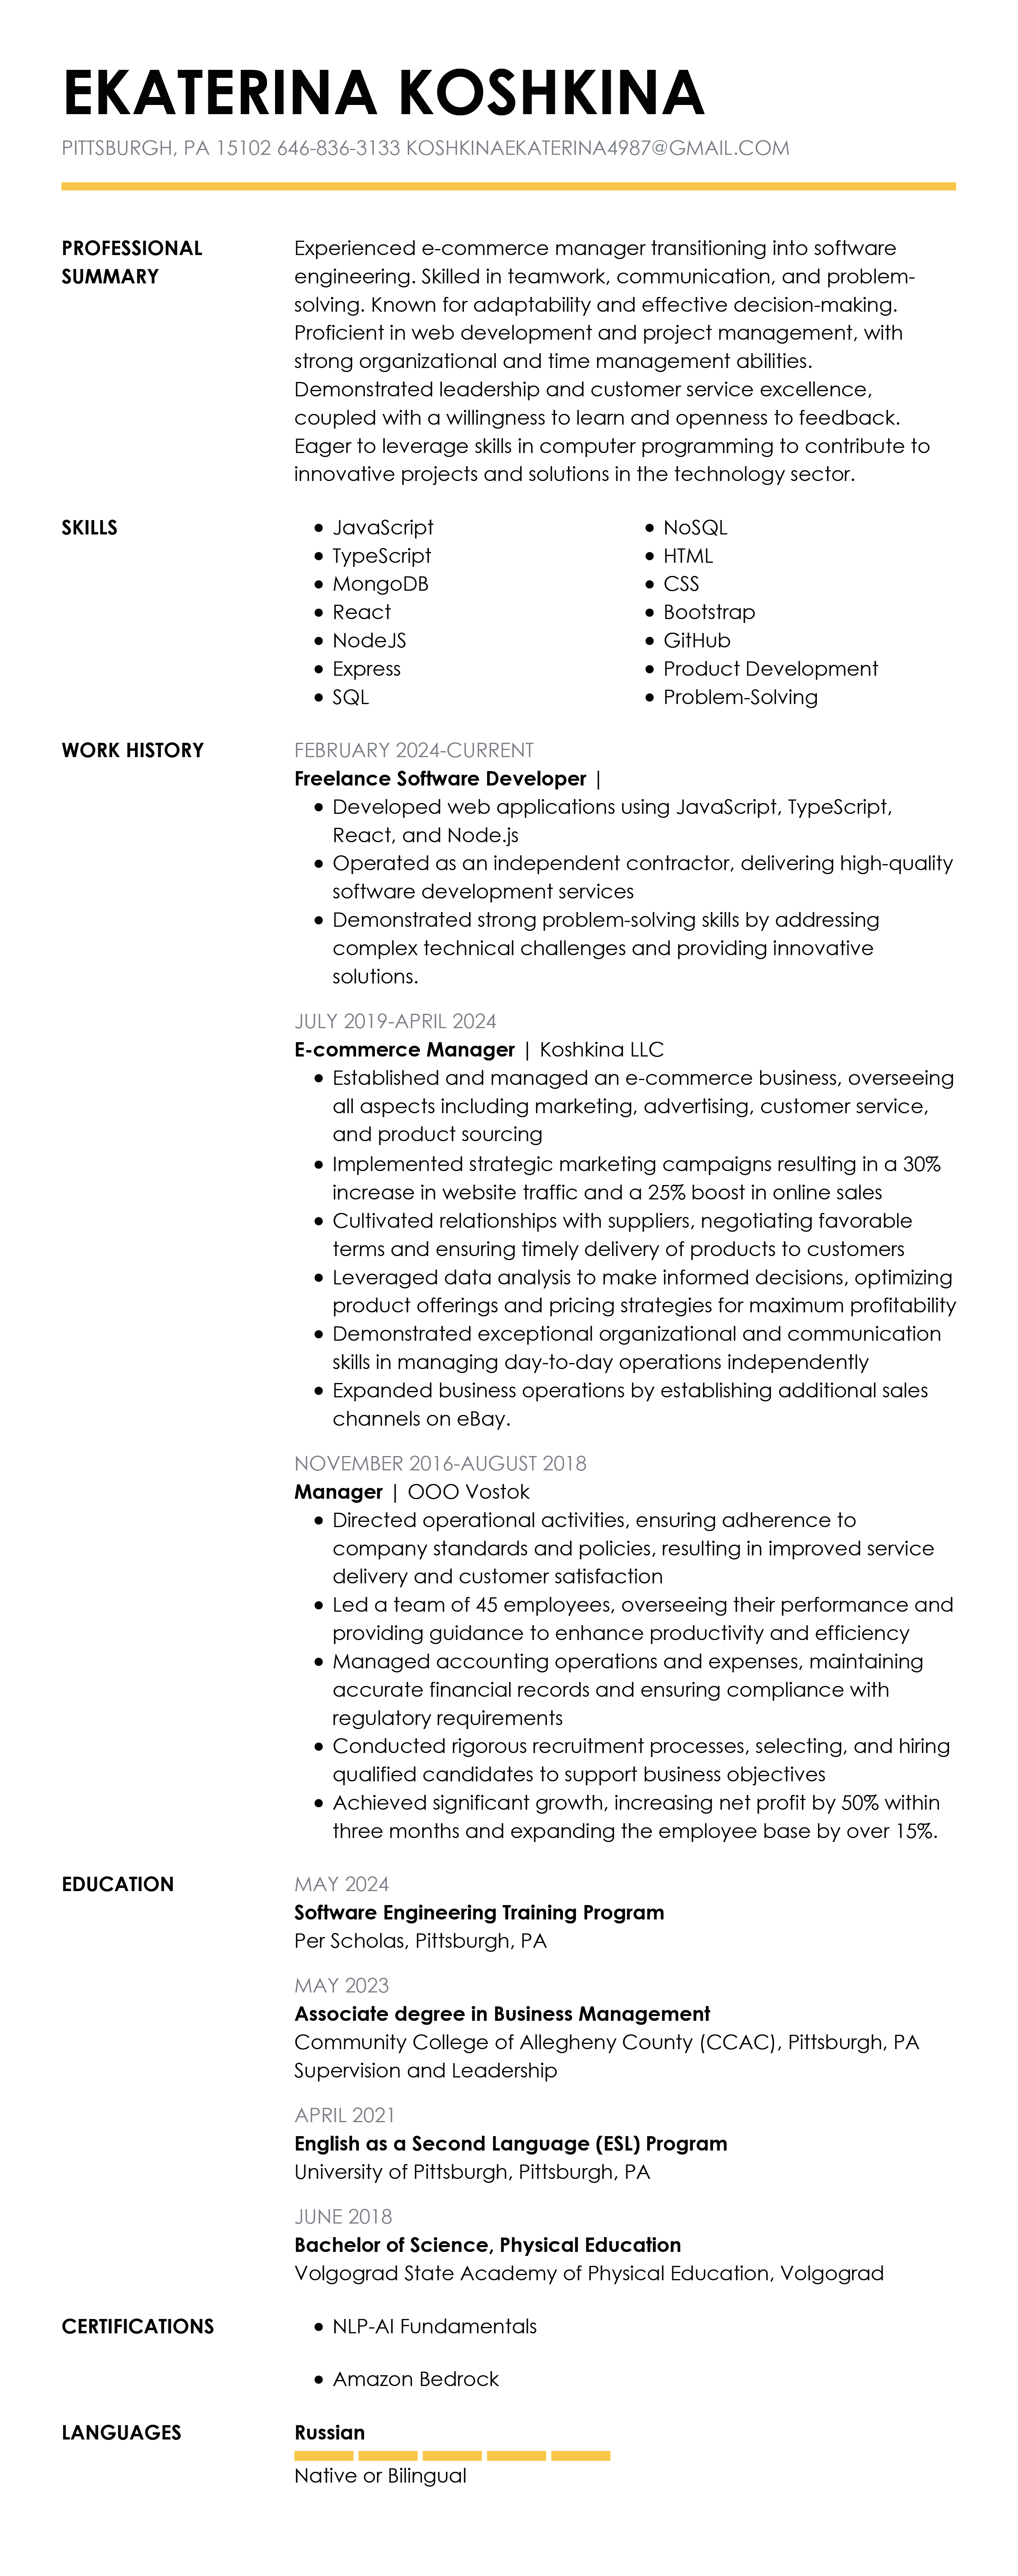 EKATERINA KOSHKINA
PITTSBURGH, PA 15102 646-836-3133 KOSHKINAEKATERINA4987@GMAIL.COM
PROFESSIONAL
SUMMARY
Experienced e-commerce manager transitioning into software
engineering. Skilled in teamwork, communication, and problem-
solving. Known for adaptability and effective decision-making.
Proficient in web development and project management, with
strong organizational and time management abilities.
Demonstrated leadership and customer service excellence,
coupled with a willingness to learn and openness to feedback.
Eager to leverage skills in computer programming to contribute to
innovative projects and solutions in the technology sector.
SKILLS
• JavaScript
• TypeScript
• MongoDB
• React
• NodeJS
• Express
• SQL
• NoSQL
• HTML
• CSS
• Bootstrap
• GitHub
• Product Development
• Problem-Solving
WORK HISTORY
FEBRUARY 2024-CURRENT
Freelance Software Developer |
• Developed web applications using JavaScript, TypeScript,
React, and Node.js
• Operated as an independent contractor, delivering high-quality
software development services
• Demonstrated strong problem-solving skills by addressing
complex technical challenges and providing innovative
solutions.
JULY 2019-APRIL 2024
E-commerce Manager | Koshkina LLC
• Established and managed an e-commerce business, overseeing
all aspects including marketing, advertising, customer service,
and product sourcing
• Implemented strategic marketing campaigns resulting in a 30%
increase in website traffic and a 25% boost in online sales
• Cultivated relationships with suppliers, negotiating favorable
terms and ensuring timely delivery of products to customers
• Leveraged data analysis to make informed decisions, optimizing
product offerings and pricing strategies for maximum profitability
• Demonstrated exceptional organizational and communication
skills in managing day-to-day operations independently
• Expanded business operations by establishing additional sales
channels on eBay.
NOVEMBER 2016-AUGUST 2018
Manager | OOO Vostok
• Directed operational activities, ensuring adherence to
company standards and policies, resulting in improved service
delivery and customer satisfaction
• Led a team of 45 employees, overseeing their performance and
providing guidance to enhance productivity and efficiency
• Managed accounting operations and expenses, maintaining
accurate financial records and ensuring compliance with
regulatory requirements
• Conducted rigorous recruitment processes, selecting, and hiring
qualified candidates to support business objectives
• Achieved significant growth, increasing net profit by 50% within
three months and expanding the employee base by over 15%.
EDUCATION
MAY 2024
Software Engineering Training Program
Per Scholas, Pittsburgh, PA
MAY 2023
Associate degree in Business Management
Community College of Allegheny County (CCAC), Pittsburgh, PA
Supervision and Leadership
APRIL 2021
English as a Second Language (ESL) Program
University of Pittsburgh, Pittsburgh, PA
JUNE 2018
Bachelor of Science, Physical Education
Volgograd State Academy of Physical Education, Volgograd
CERTIFICATIONS
• NLP-AI Fundamentals
• Amazon Bedrock
LANGUAGES
Russian
Native or Bilingual